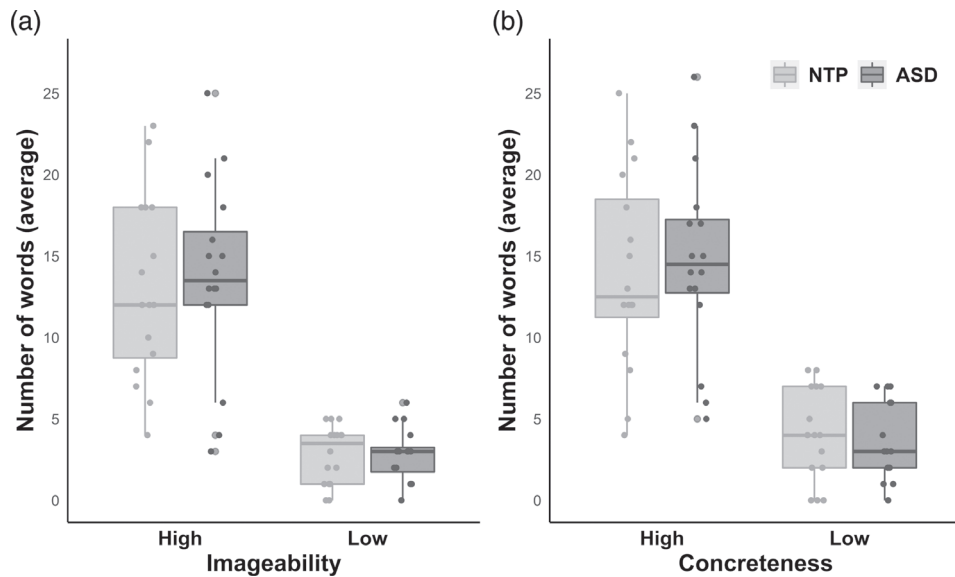 (a)
Number of words (average)
25
20
15
10
5
0
High Low
Imageability
(b)
NTP ASD
Number of words (average)
25
20
15
10
5
0
High Low
Concreteness